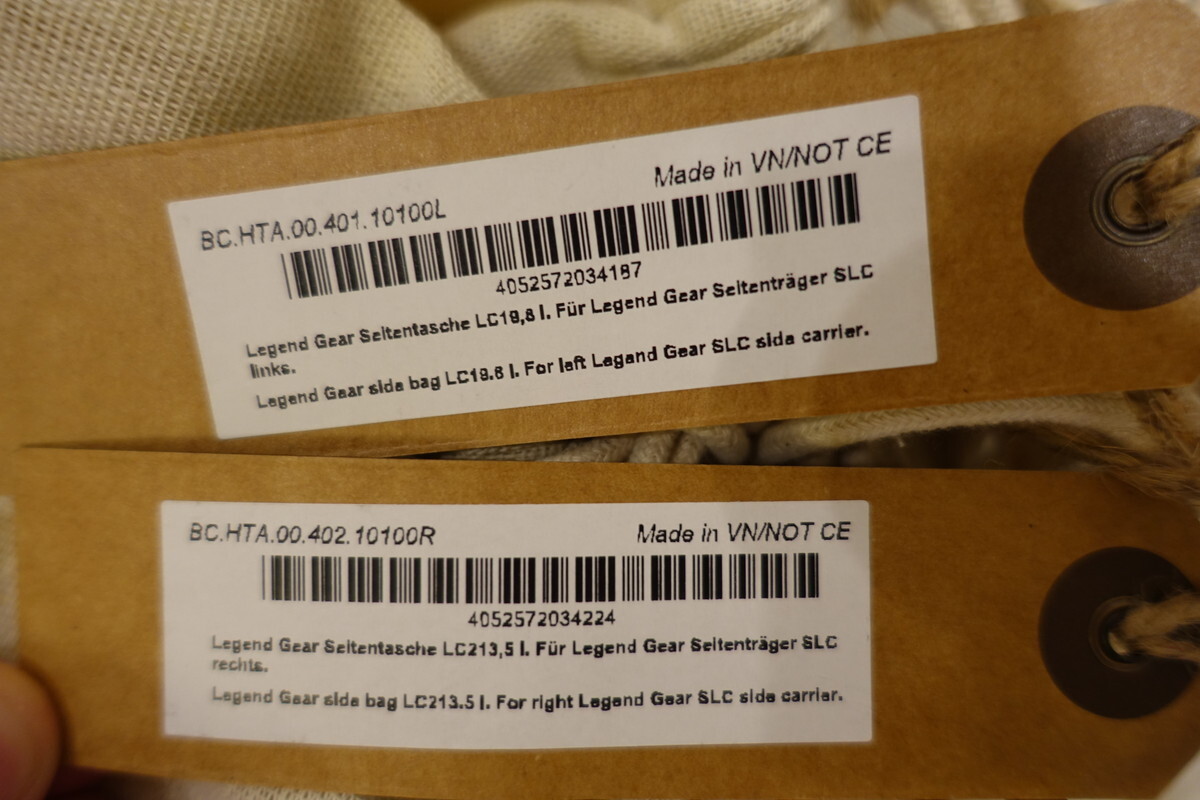 BC.HTA.00.401.10100L
Made in VN/NOT CE
4052572034187
Legend Gear Seitentasche LC19,8 l. Für Legend Gear Seitenträger SLC
links.
Legend Gear side bag LC19.8 l. For left Legend Gear SLC side carrier.
BC.HTA.00.402.10100R
Made in VN/NOT CE
4052572034224
Legend Gear Seitentasche LC213,5 l. Für Legend Gear Seitenträger SLC
rechts.
Legend Gear side bag LC213.5 l. For right Legend Gear SLC side carrier.